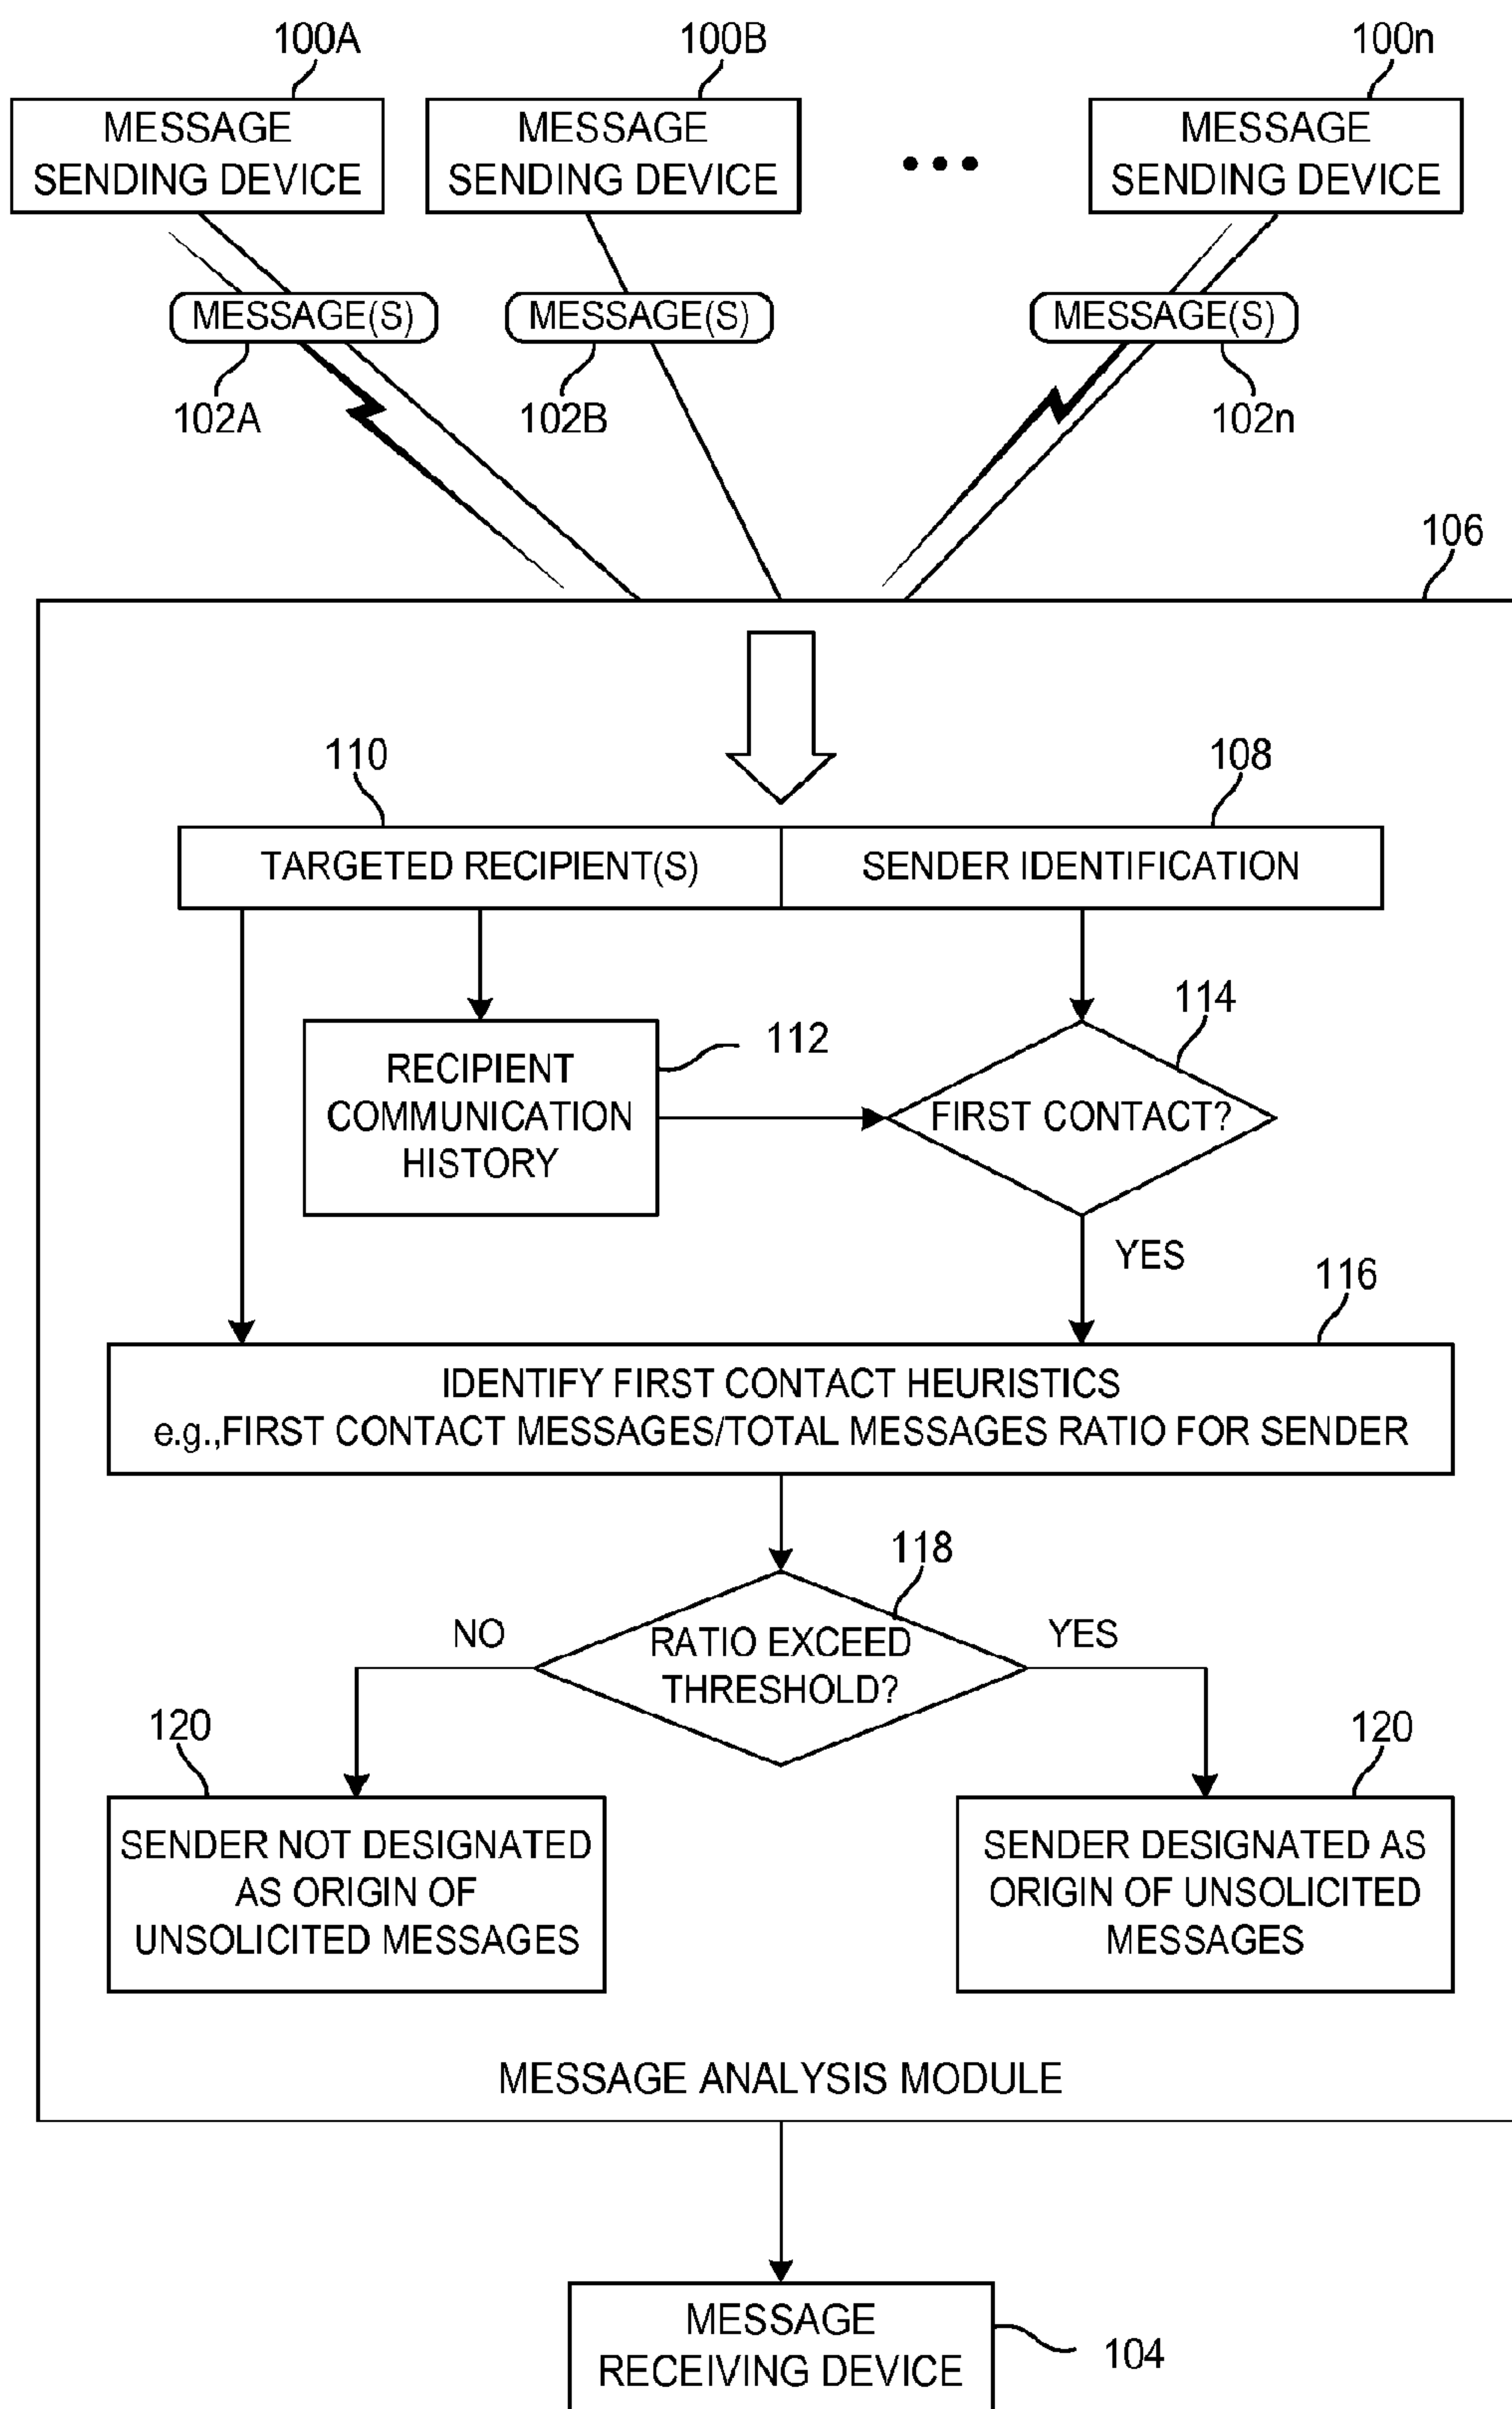 100A
100B
100n
MESSAGE
SENDING DEVICE
MESSAGE
SENDING DEVICE
MESSAGE
SENDING DEVICE
MESSAGE(S)
MESSAGE(S)
MESSAGE(S)
102A
102B
102n
106
110
108
TARGETED RECIPIENT(S)
SENDER IDENTIFICATION
114
RECIPIENT
COMMUNICATION
HISTORY
112
FIRST CONTACT?
YES
116
IDENTIFY FIRST CONTACT HEURISTICS
e.g.,FIRST CONTACT MESSAGES/TOTAL MESSAGES RATIO FOR SENDER
118
NO
RATIO EXCEED
THRESHOLD?
YES
120
120
SENDER NOT DESIGNATED
AS ORIGIN OF
UNSOLICITED MESSAGES
SENDER DESIGNATED AS
ORIGIN OF UNSOLICITED
MESSAGES
MESSAGE ANALYSIS MODULE
MESSAGE
RECEIVING DEVICE
104